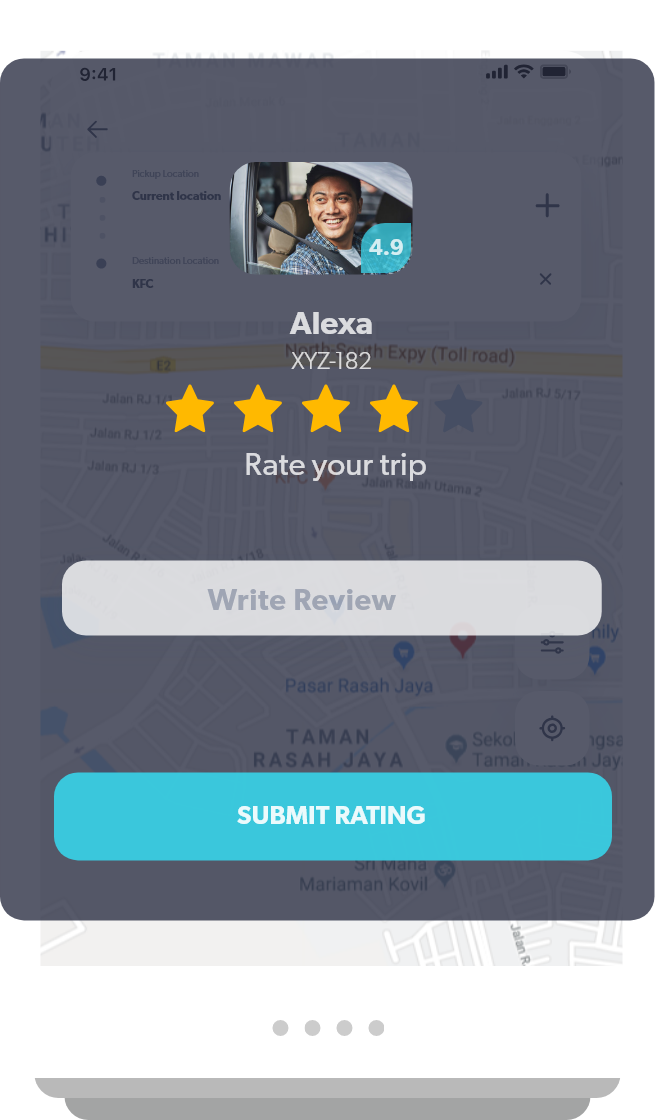 TAMAN MAWAR
9:41
TAMAN
Pickup Location
Current location
T
HI
4.9
Destination Location
KFC
Alexa
North-South Expy (Toll road)
XYZ-182
E2
Jalan RJ 5/17
Jalan RJ 1/2
Rate your trip
Jalan RJ 1/3
KFC
Jalan Rasah Utama 2
Write Review
Pasar Rasah Jaya
TAMAN
RASAH JAYA
SUBMIT RATING
Sri Maha
Mariaman Kovil
Jalan R